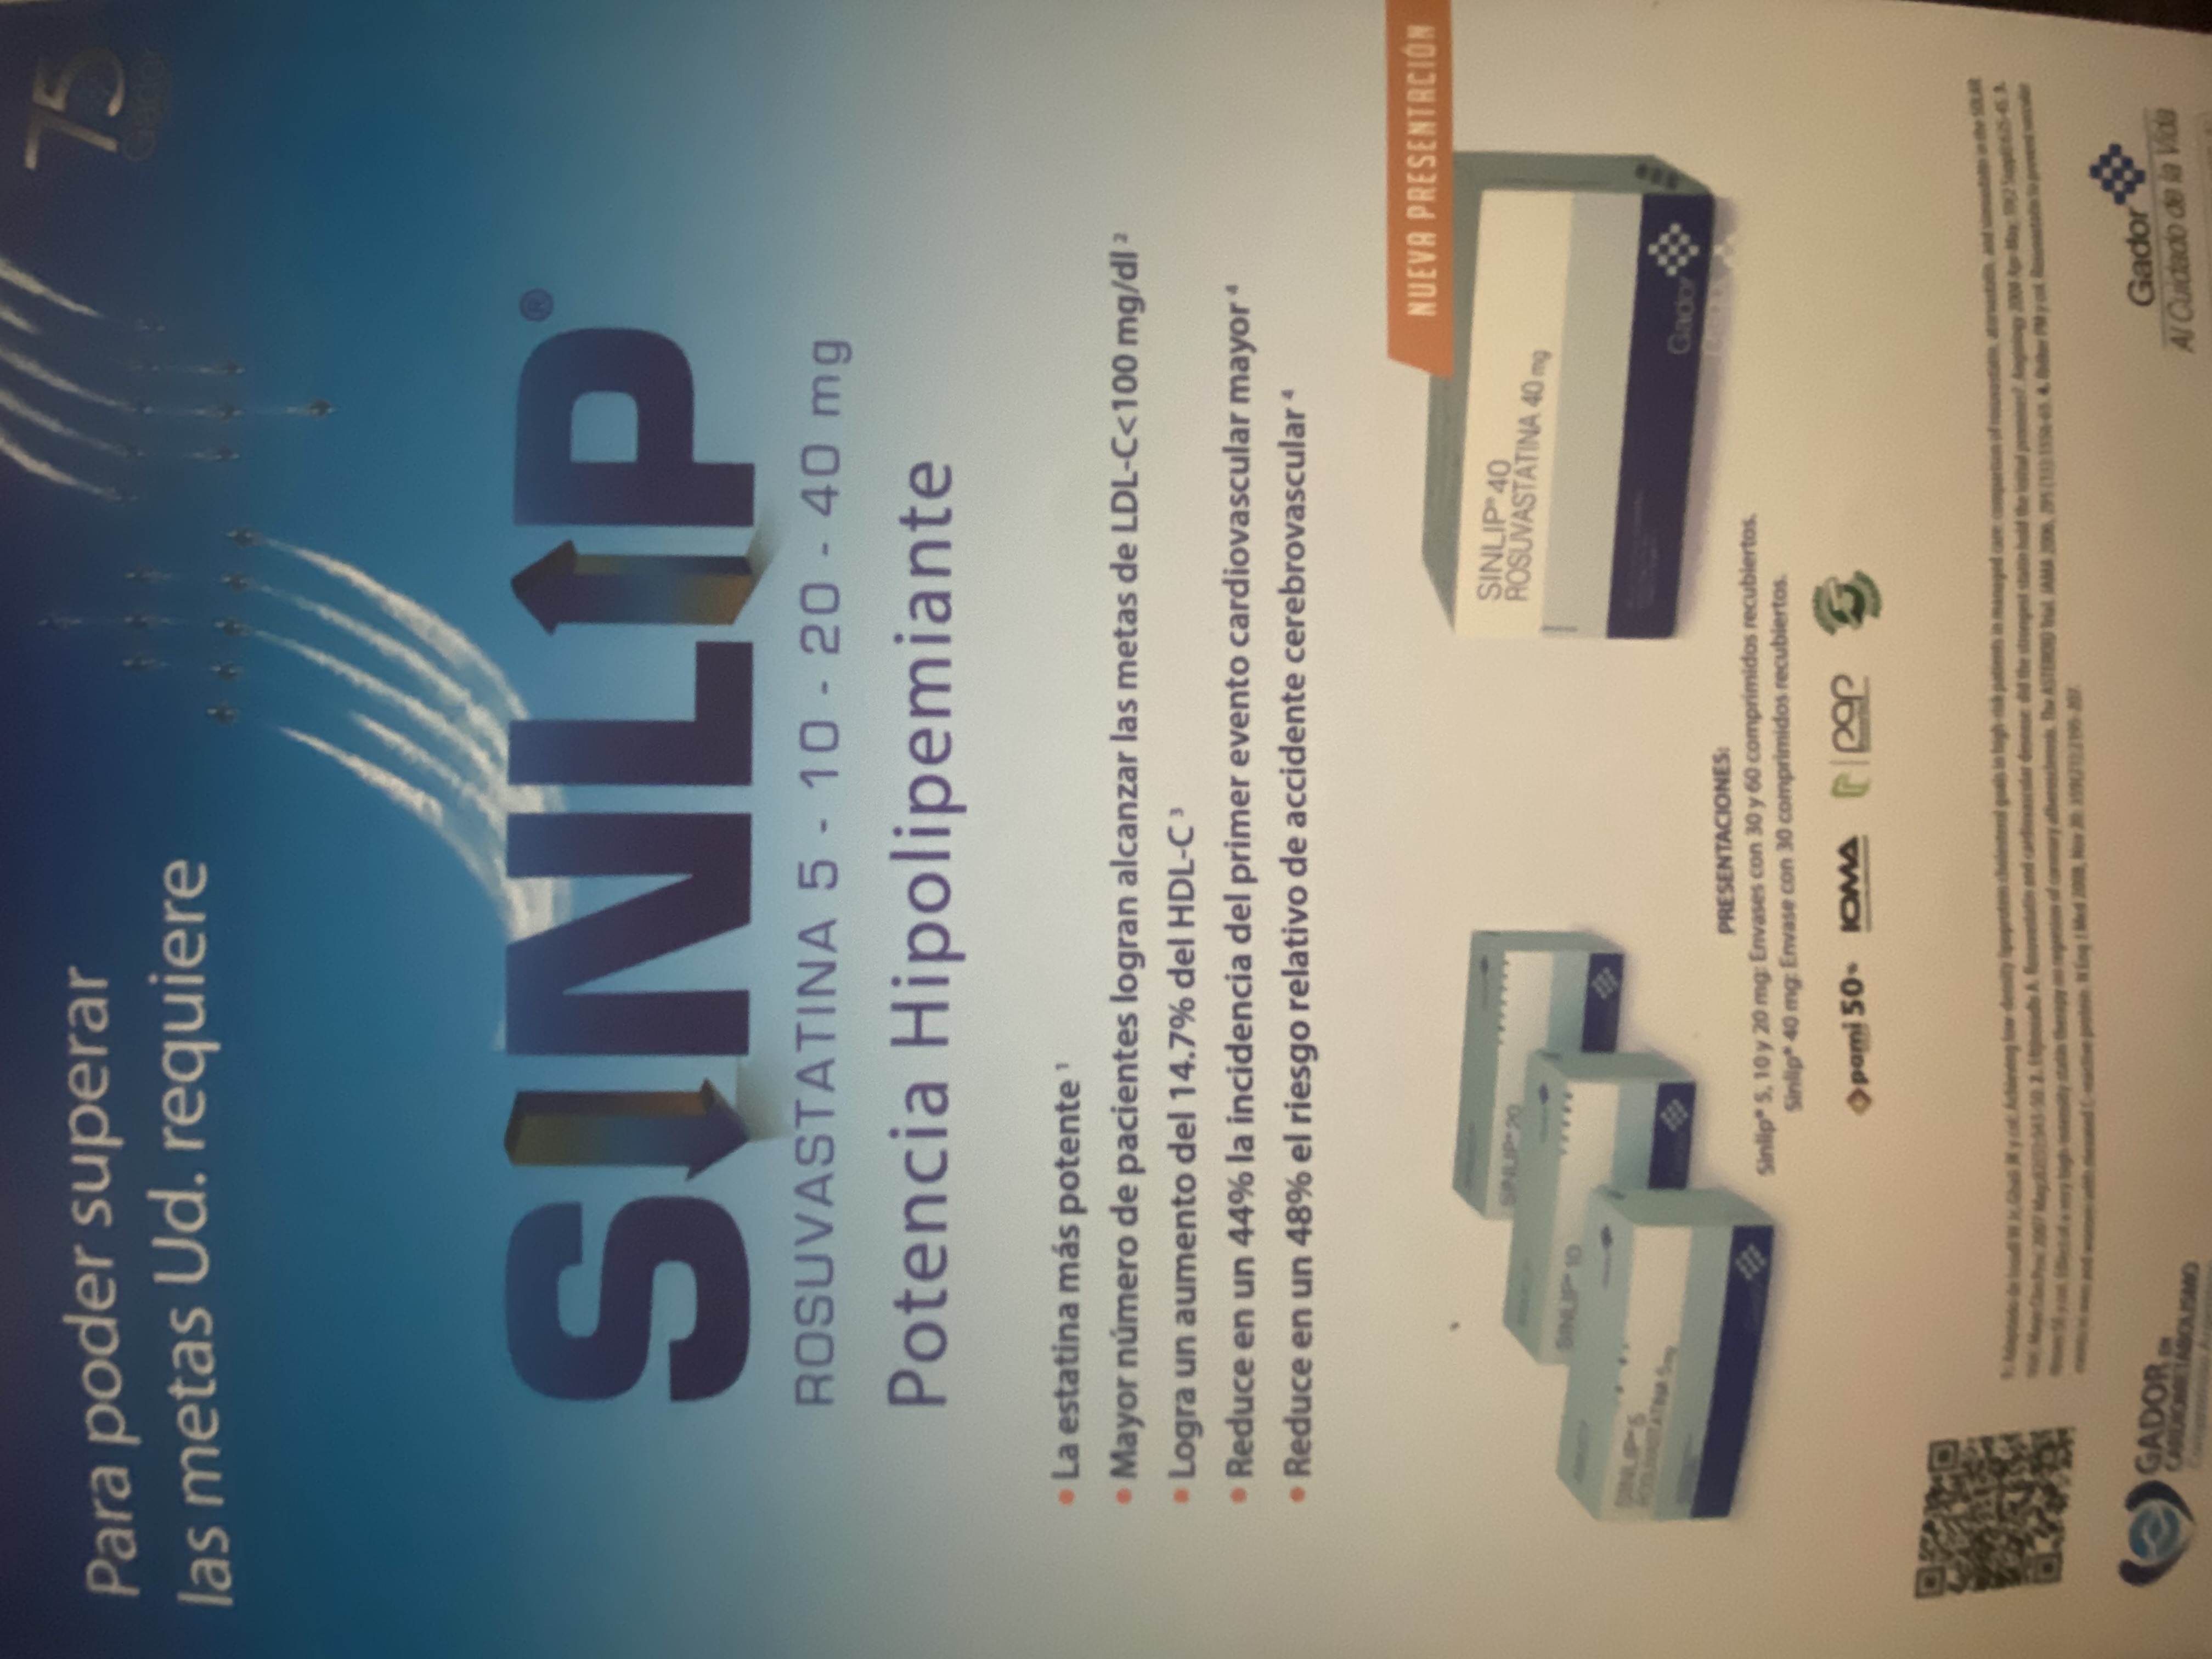 Para poder superar
las metas Ud. requiere
75
Gador
SINLIP®
ROSUVASTATINA 5 - 10 - 20 - 40 mg
Potencia Hipolipemiante
• La estatina más potente ¹
• Mayor número de pacientes logran alcanzar las metas de LDL-C<100 mg/dl ²
• Logra un aumento del 14.7% del HDL-C ³
• Reduce en un 44% la incidencia del primer evento cardiovascular mayor ⁴
• Reduce en un 48% el riesgo relativo de accidente cerebrovascular ⁴
NUEVA PRESENTACIÓN
SINLIP® 20
SINLIP® 10
SINLIP® 5
ROSUVASTATINA 5 mg
SINLIP® 40
ROSUVASTATINA 40 mg
Gador
PRESENTACIONES:
Sinlip® 5, 10 y 20 mg: Envases con 30 y 60 comprimidos recubiertos.
Sinlip® 40 mg: Envase con 30 comprimidos recubiertos.
pami 50% IOMA pap
1: Adaptado de Insull W Jr, Ghali JK y col: Achieving low-density lipoprotein cholesterol goals in high-risk patients in managed care: comparison of rosuvastatin, atorvastatin, and simvastatin in the SOLAR
trial. Mayo Clin Proc. 2007 May;82(5):543-50. 2. A. Rosuvastatin and cardiovascular disease: did the strongest statin hold the initial promises?. Angiology 2008 Apr-May; 59(2 Suppl):62S-4S. 3.
y col. Effect of a very high-intensity statin therapy on regression of coronary atherosclerosis. The ASTEROID Trial. JAMA 2006, 295 (13):1556-65. 4. Ridker PM y col. Rosuvastatin to prevent vascular
events in men and women with elevated C-reactive protein. N Eng J Med 2008, Nov 20: 359(21):2195-207.
GADOR EN
CARDIOMETABOLISMO
Gador
Al Cuidado de la Vida